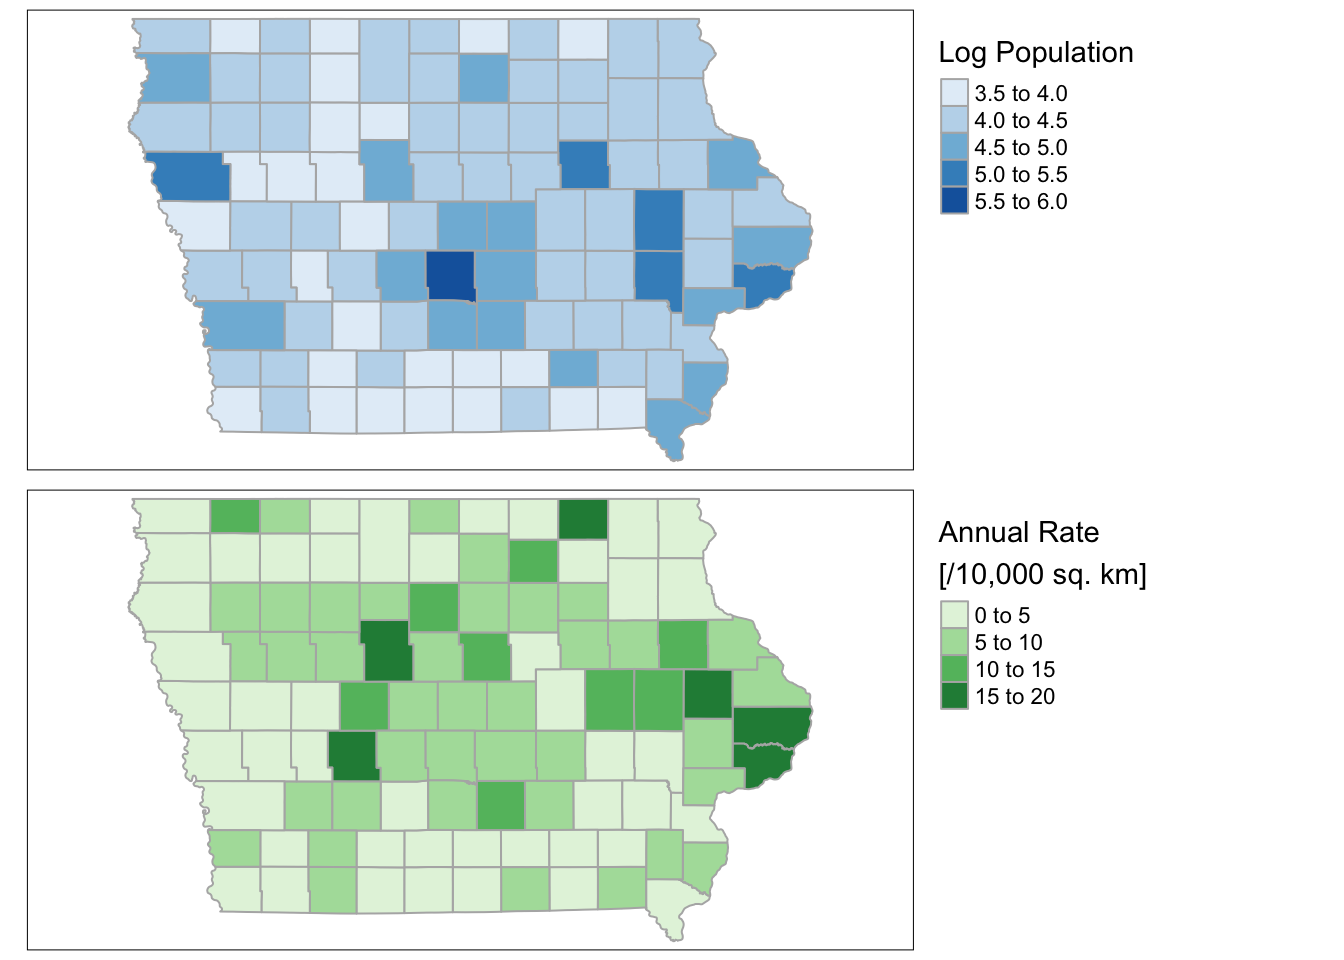 Log Population
3.5 to 4.0
4.0 to 4.5
4.5 to 5.0
5.0 to 5.5
5.5 to 6.0
Annual Rate
[/10,000 sq. km]
0 to 5
5 to 10
10 to 15
15 to 20